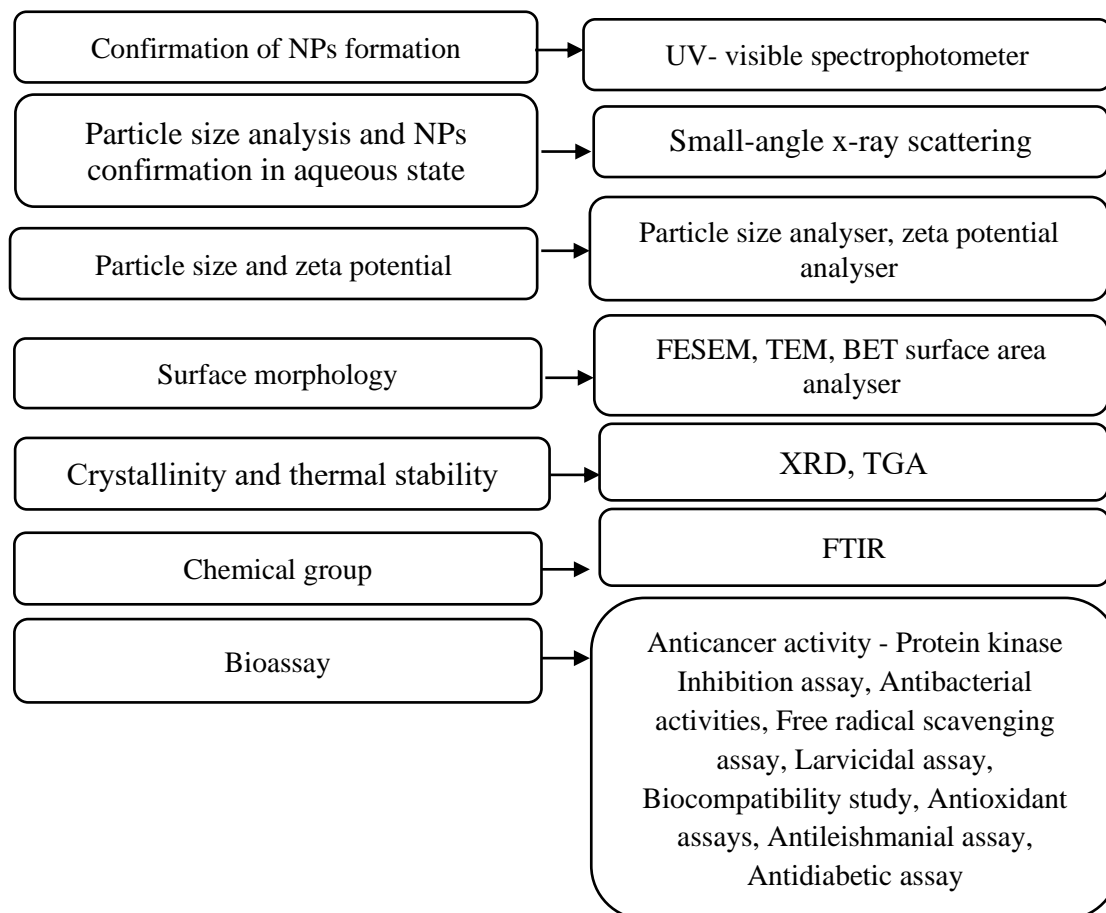 Confirmation of NPs formation
UV- visible spectrophotometer
Particle size analysis and NPs
confirmation in aqueous state
Small-angle x-ray scattering
Particle size and zeta potential
Particle size analyser, zeta potential
analyser
Surface morphology
FESEM, TEM, BET surface area
analyser
Crystallinity and thermal stability
XRD, TGA
Chemical group
FTIR
Bioassay
Anticancer activity - Protein kinase
Inhibition assay, Antibacterial
activities, Free radical scavenging
assay, Larvicidal assay,
Biocompatibility study, Antioxidant
assays, Antileishmanial assay,
Antidiabetic assay